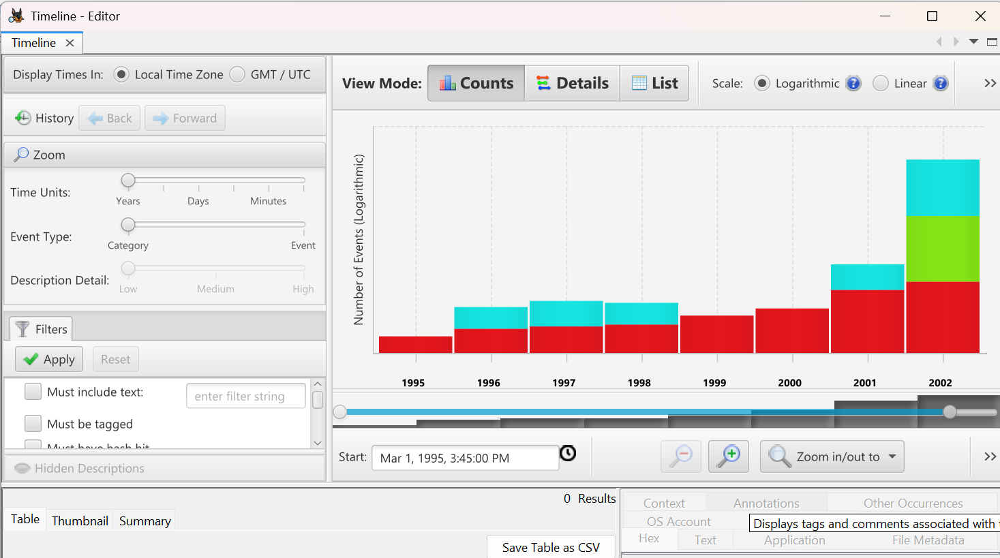 Timeline - Editor
Timeline
Display Times In: Local Time Zone GMT / UTC
View Mode: Counts Details List Scale: Logarithmic Linear
History Back Forward
Zoom
Time Units:
Years Days Minutes
Event Type:
Category Event
Description Detail:
Low Medium High
Filters
Apply Reset
Must include text: enter filter string
Must be tagged
Must have hash hit
Hidden Descriptions
Number of Events (Logarithmic)
1995 1996 1997 1998 1999 2000 2001 2002
Start: Mar 1, 1995, 3:45:00 PM Zoom in/out to
0 Results
Table Thumbnail Summary
Save Table as CSV
Context Annotations Other Occurrences
OS Account
Displays tags and comments associated with
Hex Text Application File Metadata